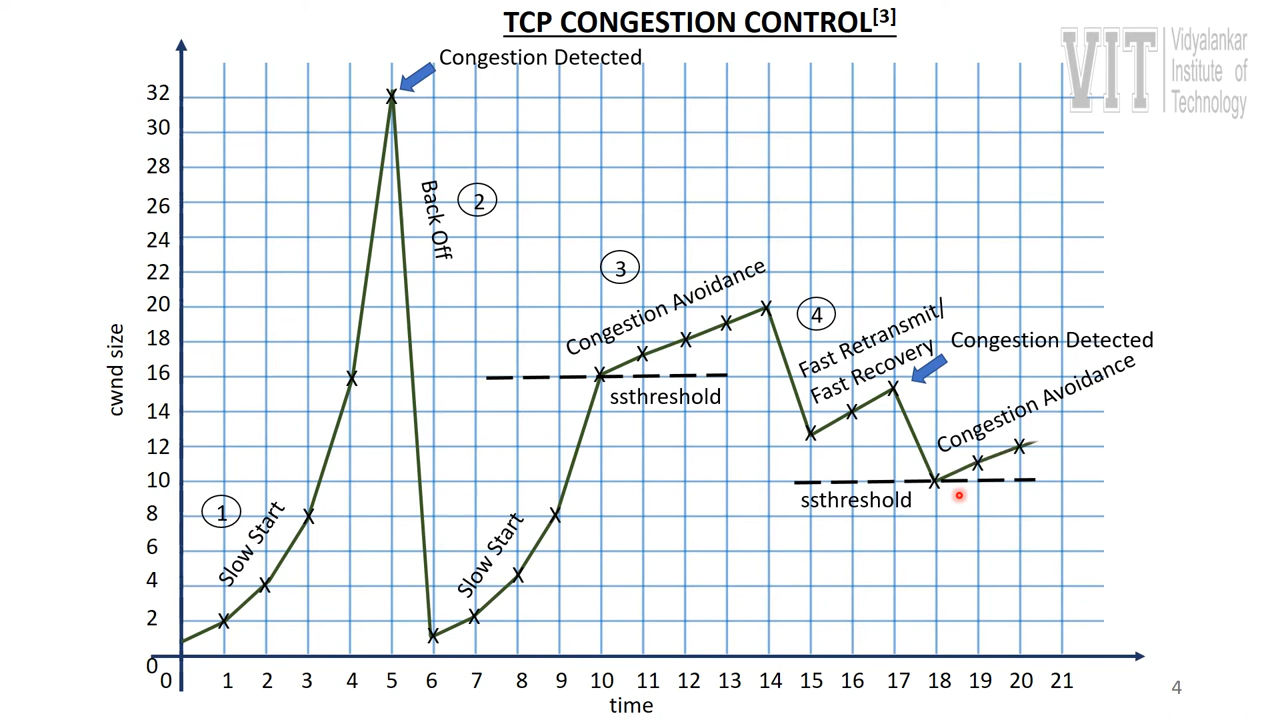 TCP CONGESTION CONTROL[3]
VIT
Vidyalankar
Institute of
Technology
Congestion Detected
32
30
28
26
24
22
20
18
16
14
12
10
8
6
4
2
0
cwnd size
Back Off
2
3
Congestion Avoidance
4
Fast Retransmit/
Fast Recovery
Congestion Detected
Congestion Avoidance
ssthreshold
ssthreshold
1
Slow Start
Slow Start
0 1 2 3 4 5 6 7 8 9 10 11 12 13 14 15 16 17 18 19 20 21
time
4